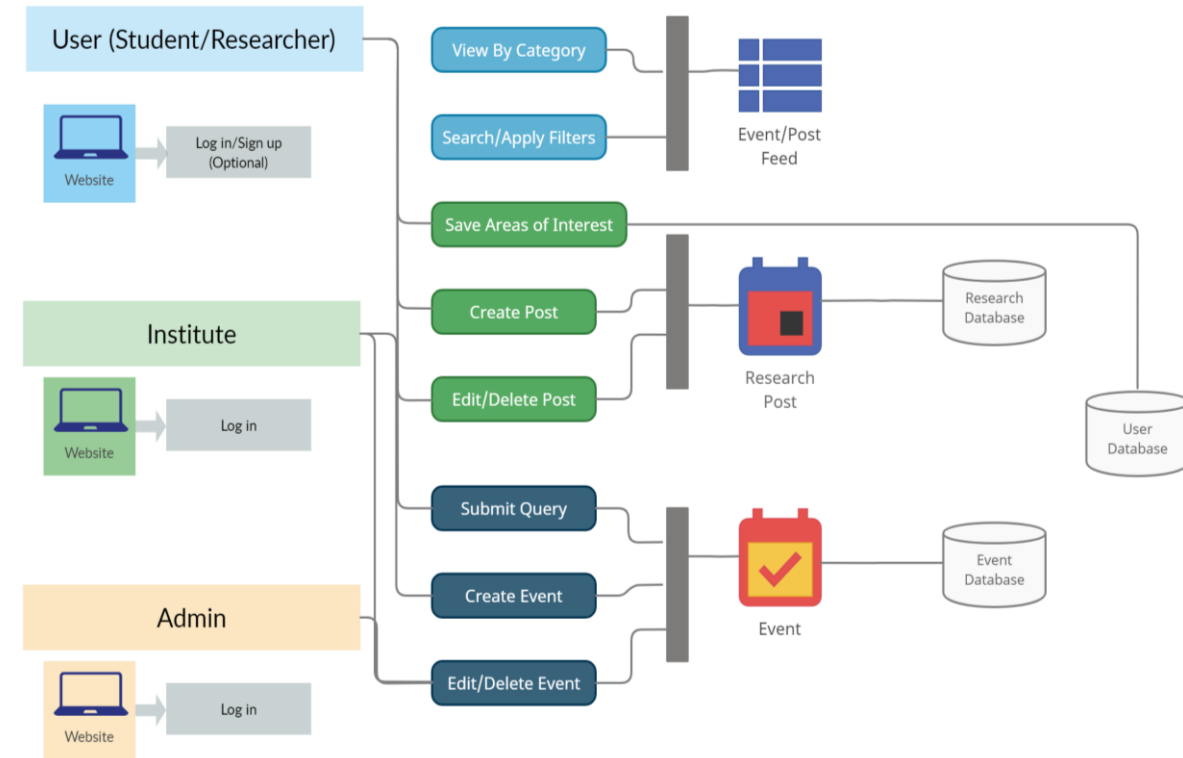 User (Student/Researcher)
Website
Log in/Sign up
(Optional)
View By Category
Search/Apply Filters
Event/Post
Feed
Save Areas of Interest
Create Post
Edit/Delete Post
Research
Post
Research
Database
User
Database
Institute
Website
Log in
Submit Query
Create Event
Edit/Delete Event
Event
Event
Database
Admin
Website
Log in